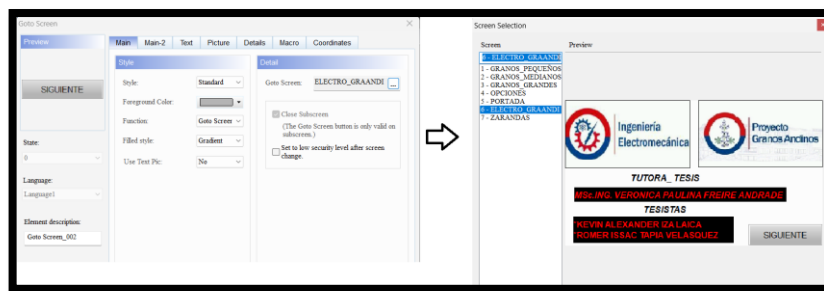 Goto Screen
Preview
SIGUIENTE
State:
0
Language:
Language1
Element description:
Goto Screen_002
Main Main-2 Text Picture Details Macro Coordinates
Style
Style: Standard
Foreground Color:
Function: Goto Screen
Filled style: Gradient
Use Text Pic: No
Detail
Goto Screen: ELECTRO_GRAANDI ...
Close Subscreen
(The Goto Screen button is only valid on
subscreen.)
Set to low security level after screen
change.
Screen Selection
Screen
6 - ELECTRO_GRAANDI
1 - GRANOS_PEQUEÑOS
2 - GRANOS_MEDIANOS
3 - GRANOS_GRANDES
4 - OPCIONES
5 - PORTADA
6 - ELECTRO_GRAANDI
7 - ZARANDAS
Preview
Ingeniería
Electromecánica
Proyecto
Granos Andinos
TUTORA_ TESIS
MSc.ING. VERONICA PAULINA FREIRE ANDRADE
TESISTAS
*KEVIN ALEXANDER IZA LAICA
*ROMER ISSAC TAPIA VELASQUEZ
SIGUIENTE